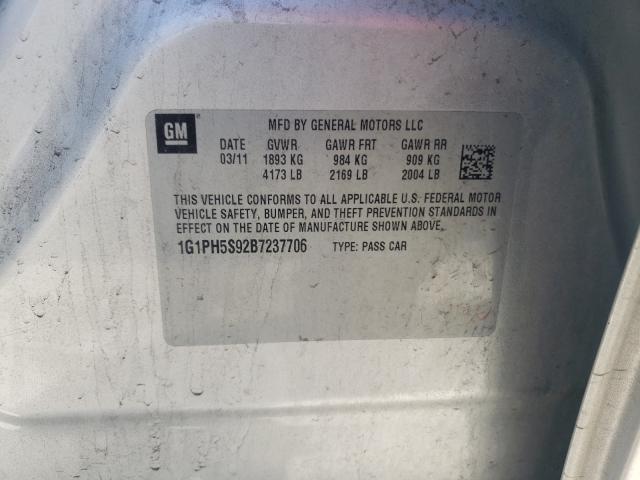 GM
MFD BY GENERAL MOTORS LLC
DATE GVWR GAWR FRT GAWR RR
03/11 1893 KG 984 KG 909 KG
4173 LB 2169 LB 2004 LB
THIS VEHICLE CONFORMS TO ALL APPLICABLE U.S. FEDERAL MOTOR
VEHICLE SAFETY, BUMPER, AND THEFT PREVENTION STANDARDS IN
EFFECT ON THE DATE OF MANUFACTURE SHOWN ABOVE.
1G1PH5S92B7237706 TYPE: PASS CAR